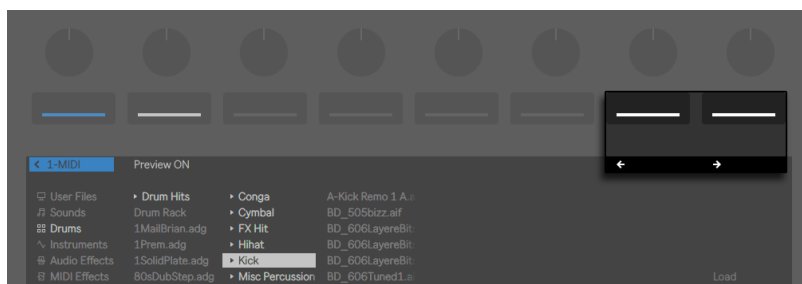 < 1-MIDI Preview ON ← →
User Files ▸ Drum Hits ▸ Conga A-Kick Remo 1 A.a
Sounds Drum Rack ▸ Cymbal BD_505bizz.aif
Drums 1MailBrian.adg ▸ FX Hit BD_606LayereBit
Instruments 1Prem.adg ▸ Hihat BD_606LayereBit
Audio Effects 1SolidPlate.adg ▸ Kick BD_606LayereBit
MIDI Effects 80sDubStep.adg ▸ Misc Percussion BD_606Tuned1.a Load